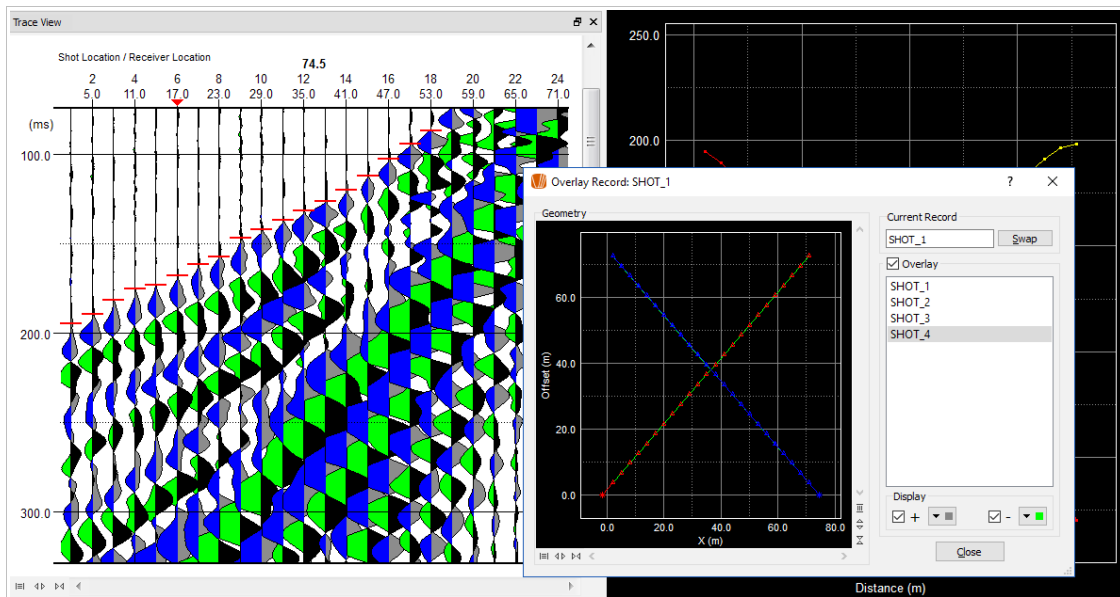 Trace View
Shot Location / Receiver Location
74.5
2 4 6 8 10 12 14 16 18 20 22 24
5.0 11.0 17.0 23.0 29.0 35.0 41.0 47.0 53.0 59.0 65.0 71.0
(ms)
100.0
200.0
300.0
250.0
200.0
Distance (m)
Overlay Record: SHOT_1
?
Geometry
Offset (m)
60.0
40.0
20.0
0.0
0.0 20.0 40.0 60.0 80.0
X (m)
Current Record
SHOT_1
Swap
Overlay
SHOT_1
SHOT_2
SHOT_3
SHOT_4
Display
+ -
Close